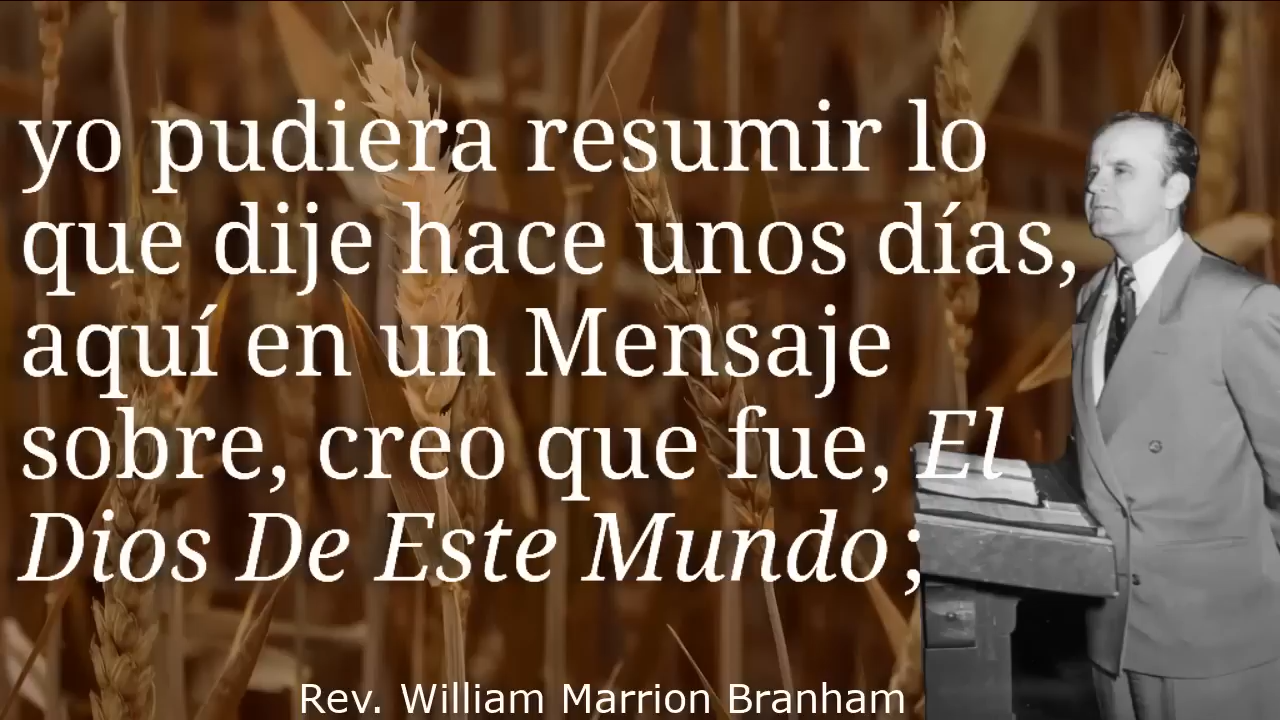 yo pudiera resumir lo
que dije hace unos días,
aquí en un Mensaje
sobre, creo que fue, El
Dios De Este Mundo;
Rev. William Marrion Branham